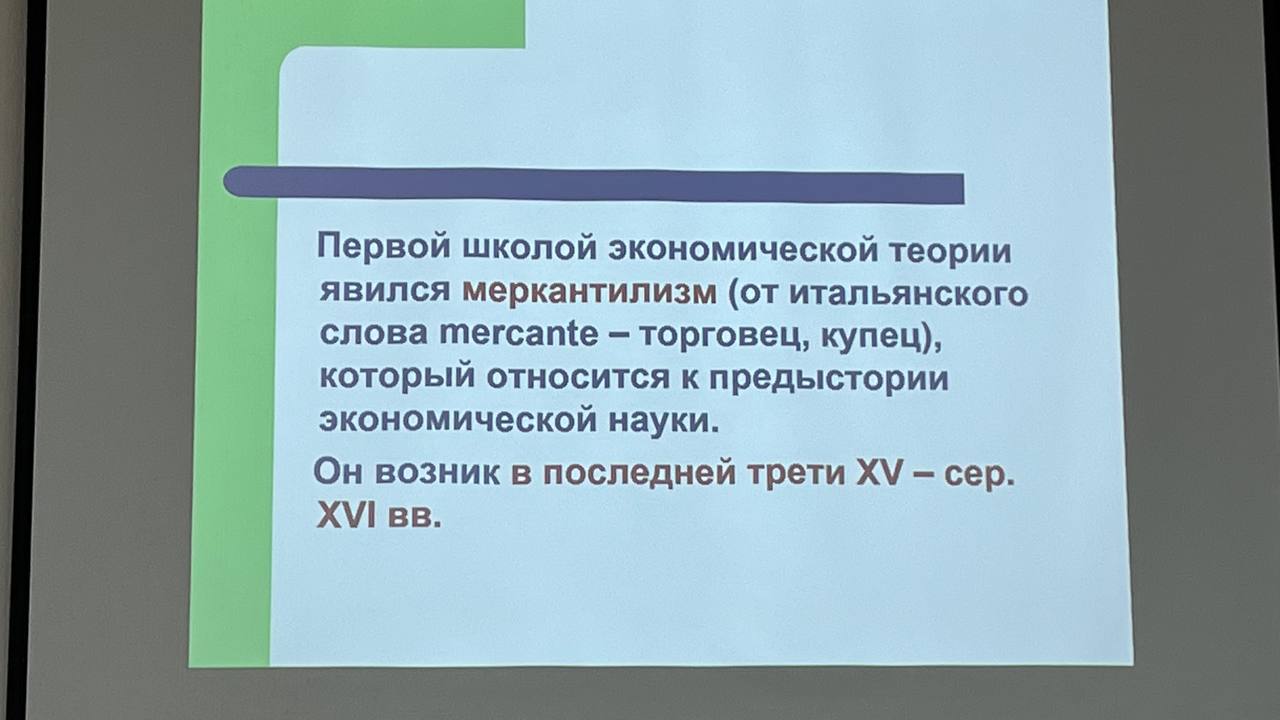 Первой школой экономической теории
явился меркантилизм (от итальянского
слова mercante – торговец, купец),
который относится к предыстории
экономической науки.
Он возник в последней трети XV – сер.
XVI вв.